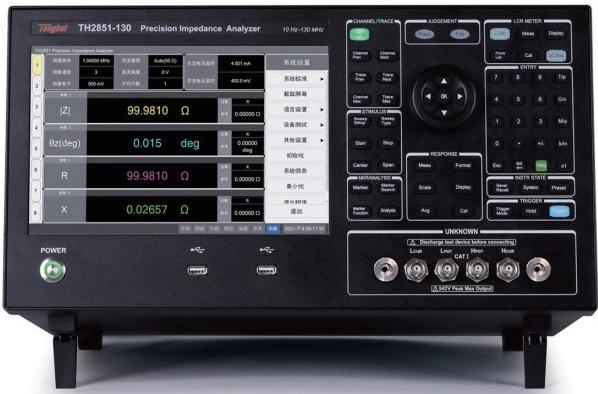 Tonghui TH2851-130 Precision Impedance Analyzer 10 Hz-130 MHz
TH2851 Precision Impedance Analyzer
测量频率 1.00000 MHz 交流量程 Auto(50 Ω) 交流电流监控 4.001 mA
测量速度 3 直流偏置 0 V
测量电平 500 mV 平均次数 1 交流电压监控 400.0 mV
|Z| 99.9810 Ω 0.00000 Ω
θz(deg) 0.015 deg 0.00000 deg
R 99.9810 Ω 0.00000 Ω
X 0.02657 Ω 0.00000 Ω
系统设置
系统校准
截取屏幕
语言设置
设备测试
其他设置
初始化
系统信息
最小化
退出
测量 2021-7-8 09:17:56
POWER
CHANNEL/TRACE
Channel Prev Channel Next
Trace Prev Trace Next
Channel Max Trace Max
STIMULUS
Sweep Setup Sweep Type
Start Stop
Center Span
MKR/ANALYSIS
Marker Marker Search
Marker Function Analysis
JUDGEMENT
Pass Fail
OK
RESPONSE
Meas Format
Scale Display
Avg Cal
LCR METER
LCR Meas Display
Point List Cal DC Bias
ENTRY
7 8 9 T/p
4 5 6 G/n
1 2 3 M/μ
0 . +/- k/m
Esc BS x1
INSTR STATE
Save Recall System Preset
TRIGGER
Trigger Mode Hold Trigger
UNKNOWN
Discharge test device before connecting
LCUR LPOT HPOT HCUR
CAT I
±42V Peak Max Output